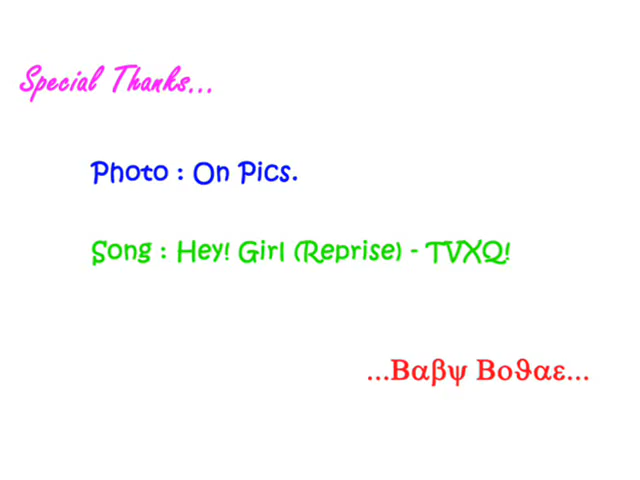 Special Thanks...
Photo : On Pics.
Song : Hey! Girl (Reprise) - TVXQ!
...Βαβψ Βοϑαε...